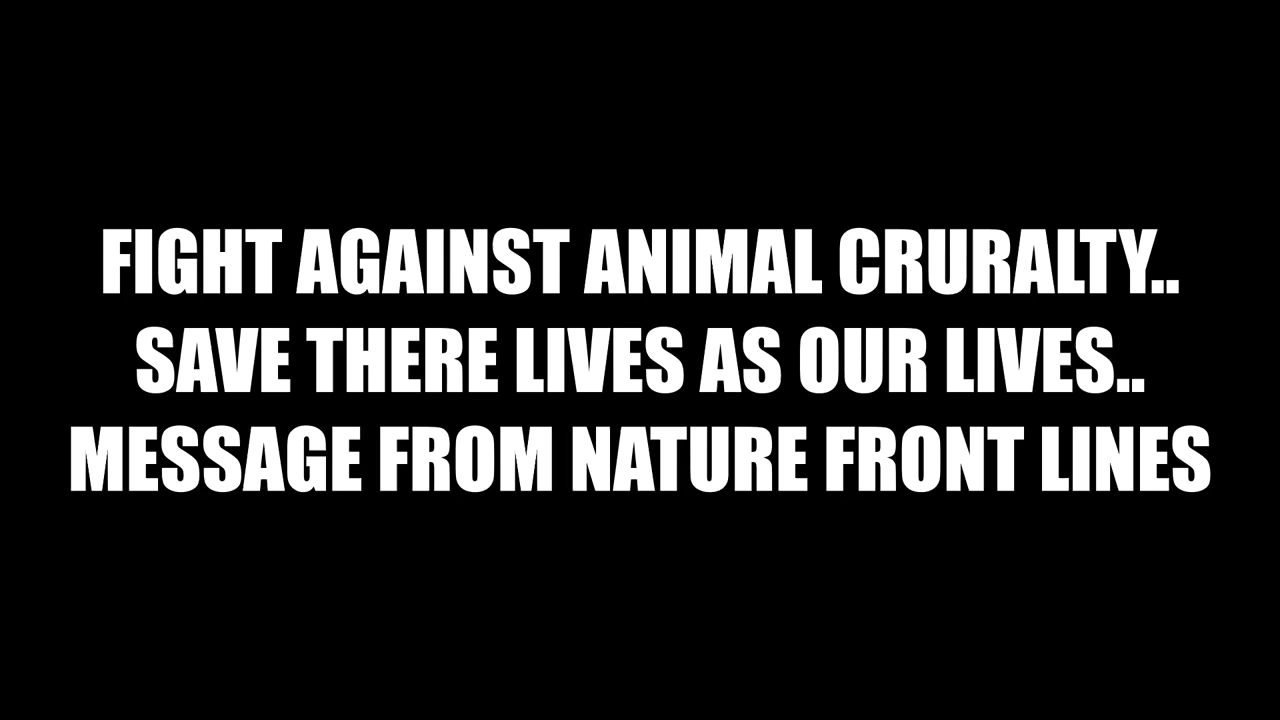 FIGHT AGAINST ANIMAL CRURALTY..
SAVE THERE LIVES AS OUR LIVES..
MESSAGE FROM NATURE FRONT LINES